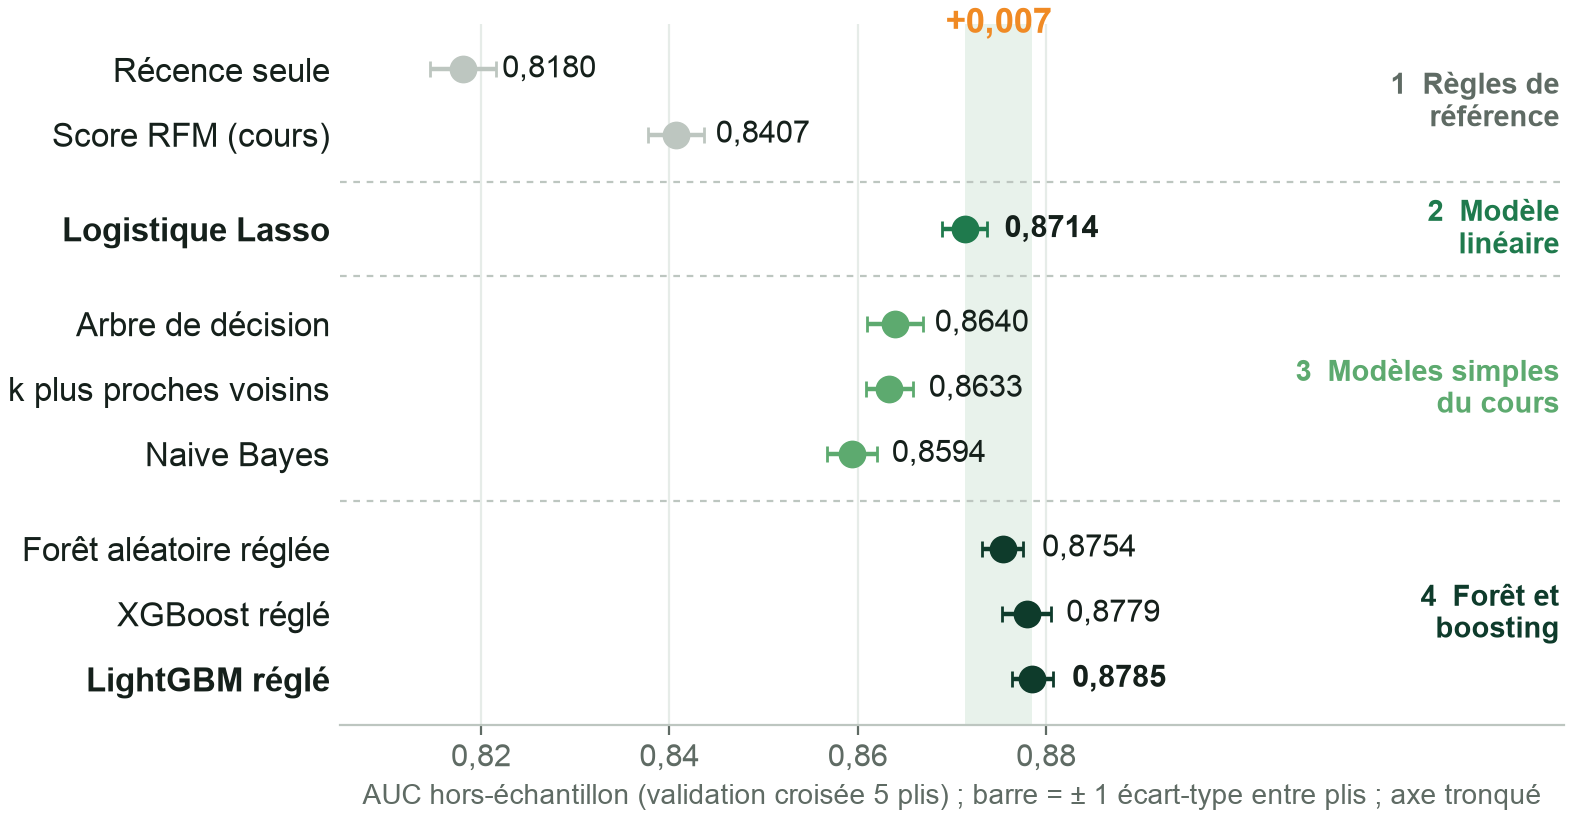 +0,007
Récence seule
0,8180
Score RFM (cours)
0,8407
1 Règles de
référence
Logistique Lasso
0,8714
2 Modèle
linéaire
Arbre de décision
0,8640
k plus proches voisins
0,8633
Naive Bayes
0,8594
3 Modèles simples
du cours
Forêt aléatoire réglée
0,8754
XGBoost réglé
0,8779
LightGBM réglé
0,8785
4 Forêt et
boosting
0,82 0,84 0,86 0,88
AUC hors-échantillon (validation croisée 5 plis) ; barre = ± 1 écart-type entre plis ; axe tronqué